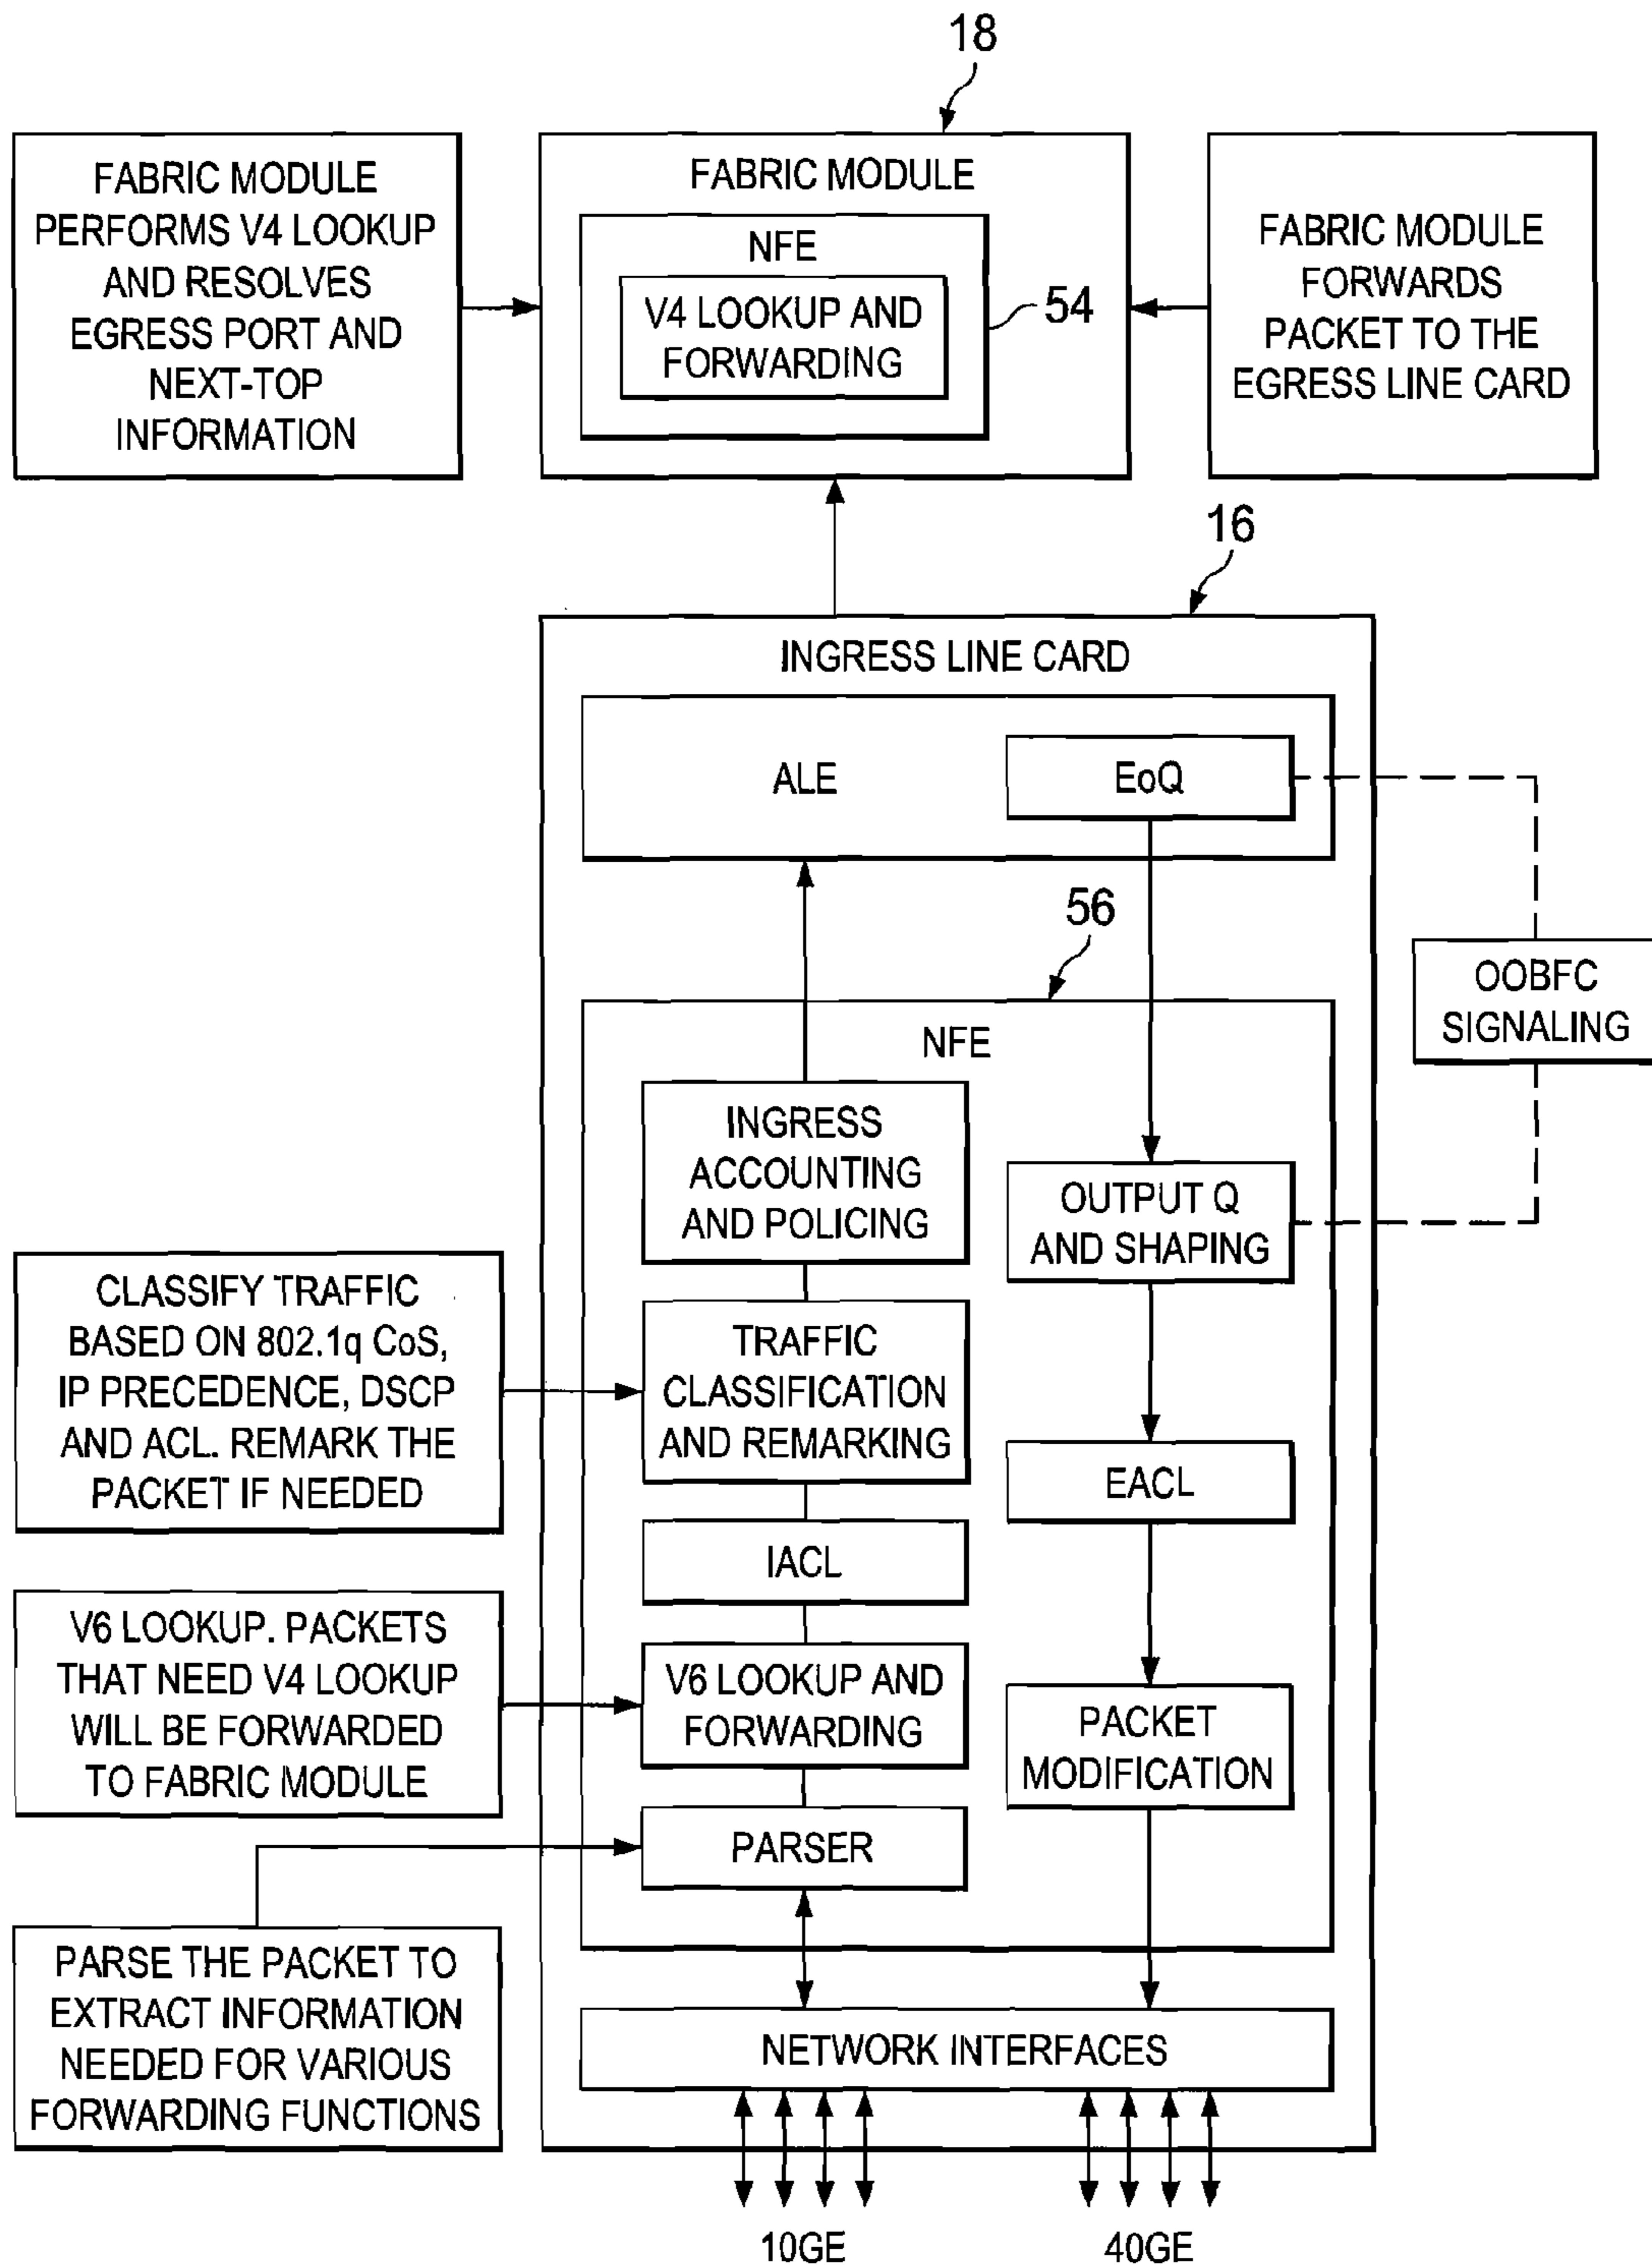 18
FABRIC MODULE
PERFORMS V4 LOOKUP
AND RESOLVES
EGRESS PORT AND
NEXT-TOP
INFORMATION
FABRIC MODULE
NFE
V4 LOOKUP AND
FORWARDING
54
FABRIC MODULE
FORWARDS
PACKET TO THE
EGRESS LINE CARD
16
INGRESS LINE CARD
ALE
EoQ
56
OOBFC
SIGNALING
NFE
INGRESS
ACCOUNTING
AND POLICING
OUTPUT Q
AND SHAPING
CLASSIFY TRAFFIC
BASED ON 802.1q CoS,
IP PRECEDENCE, DSCP
AND ACL. REMARK THE
PACKET IF NEEDED
TRAFFIC
CLASSIFICATION
AND REMARKING
EACL
IACL
V6 LOOKUP. PACKETS
THAT NEED V4 LOOKUP
WILL BE FORWARDED
TO FABRIC MODULE
V6 LOOKUP AND
FORWARDING
PACKET
MODIFICATION
PARSER
PARSE THE PACKET TO
EXTRACT INFORMATION
NEEDED FOR VARIOUS
FORWARDING FUNCTIONS
NETWORK INTERFACES
10GE
40GE